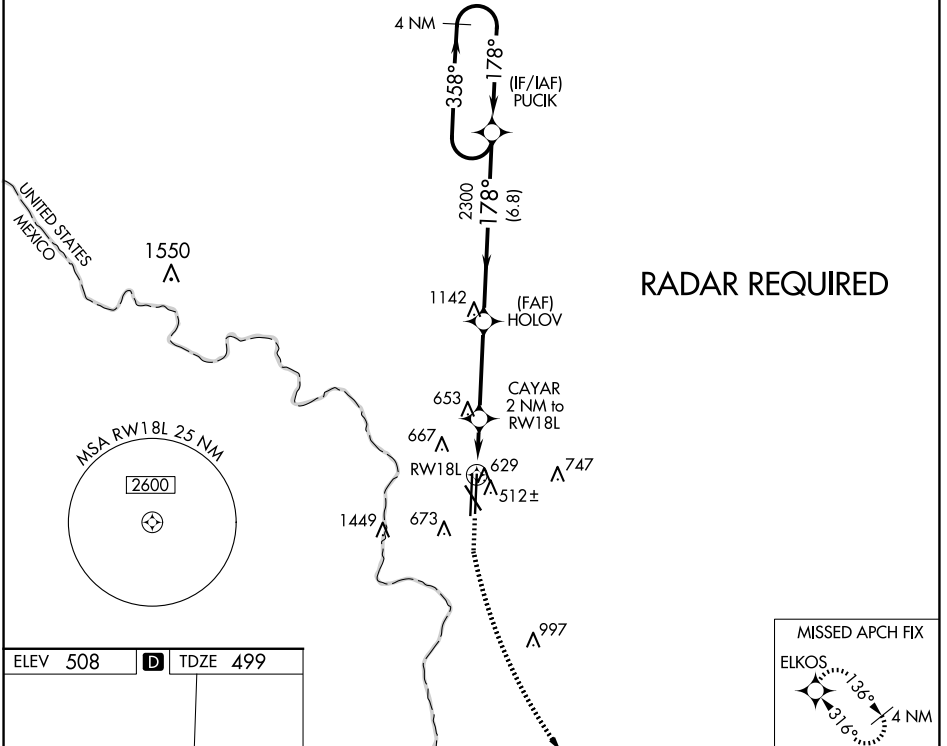 4 NM
358°
178°
(IF/IAF)
PUCIK
2300
178°
(6.8)
UNITED STATES
MEXICO
1550
RADAR REQUIRED
1142
(FAF)
HOLOV
653
CAYAR
2 NM to
RW18L
667
RW18L
629
747
512±
MSA RW18L 25 NM
2600
1449
673
997
MISSED APCH FIX
ELKOS
136°
316°
4 NM
ELEV 508 D TDZE 499